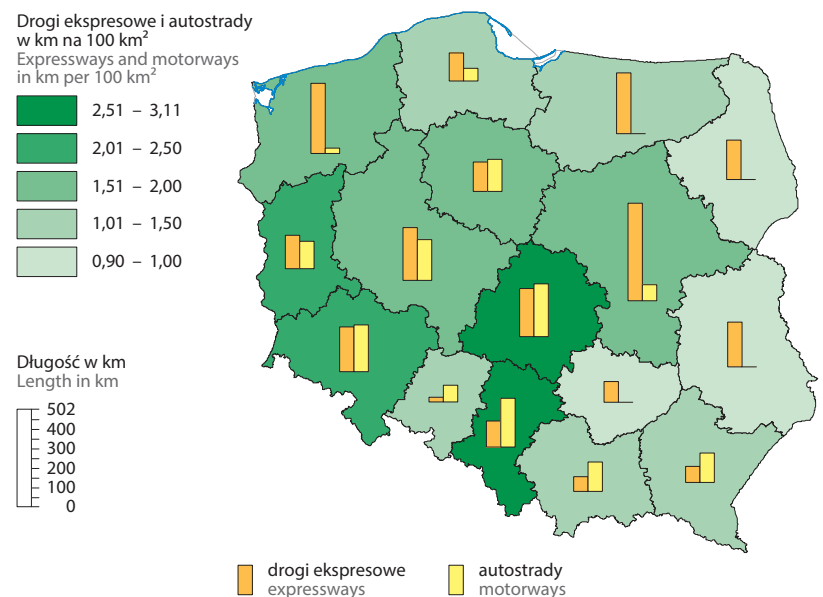 Drogi ekspresowe i autostrady
w km na 100 km²
Expressways and motorways
in km per 100 km²
2,51 – 3,11
2,01 – 2,50
1,51 – 2,00
1,01 – 1,50
0,90 – 1,00
Długość w km
Length in km
502
400
300
200
100
0
drogi ekspresowe
expressways
autostrady
motorways